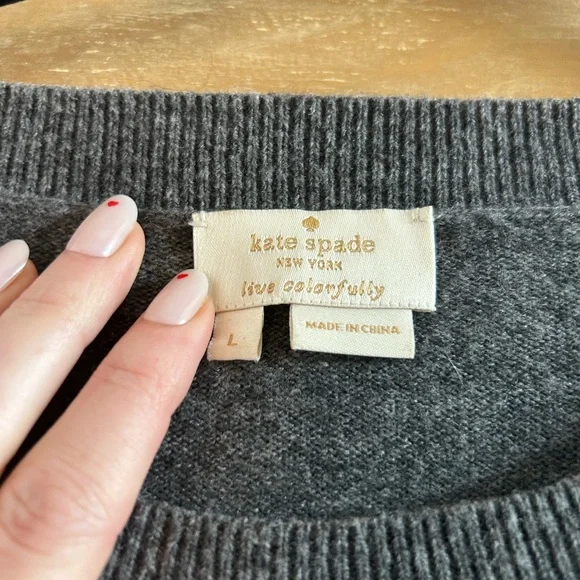 kate spade
NEW YORK
live colorfully
L
MADE IN CHINA